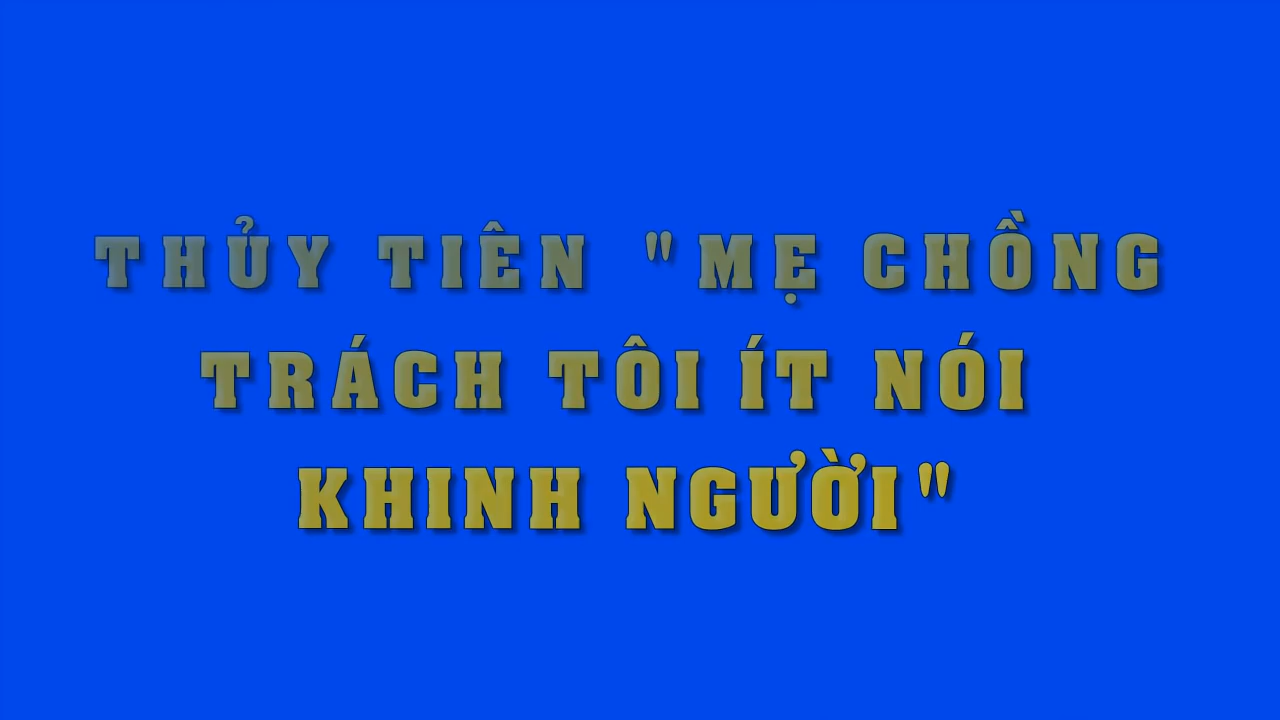 THỦY TIÊN "MẸ CHỒNG
TRÁCH TÔI ÍT NÓI
KHINH NGƯỜI"